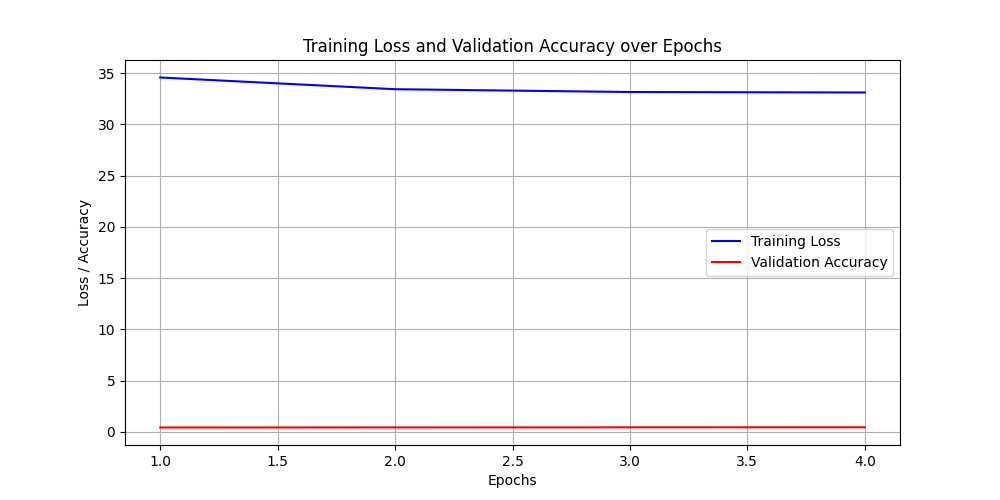 Training Loss and Validation Accuracy over Epochs
35
30
25
20
15
10
5
0
Loss / Accuracy
Training Loss
Validation Accuracy
1.0 1.5 2.0 2.5 3.0 3.5 4.0
Epochs